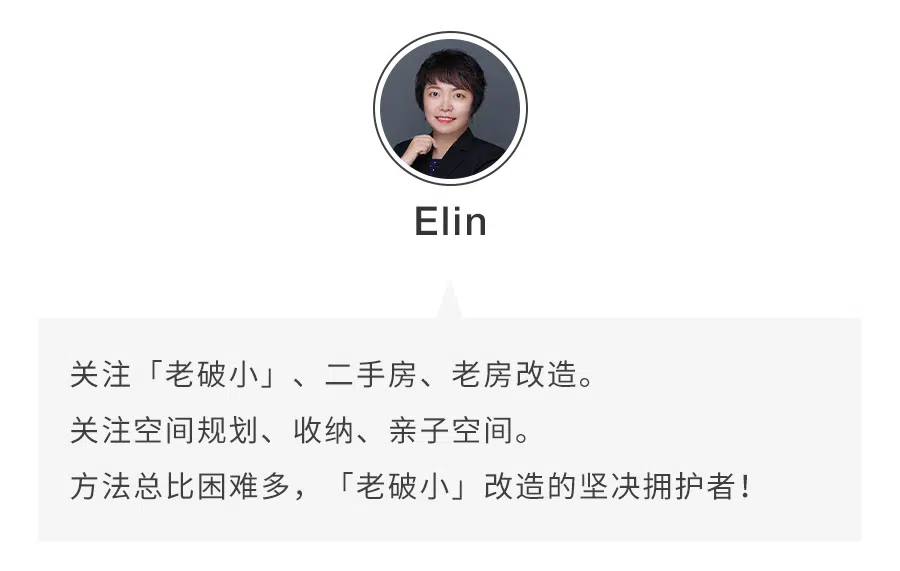 Elin
关注「老破小」、二手房、老房改造。
关注空间规划、收纳、亲子空间。
方法总比困难多，「老破小」改造的坚决拥护者！